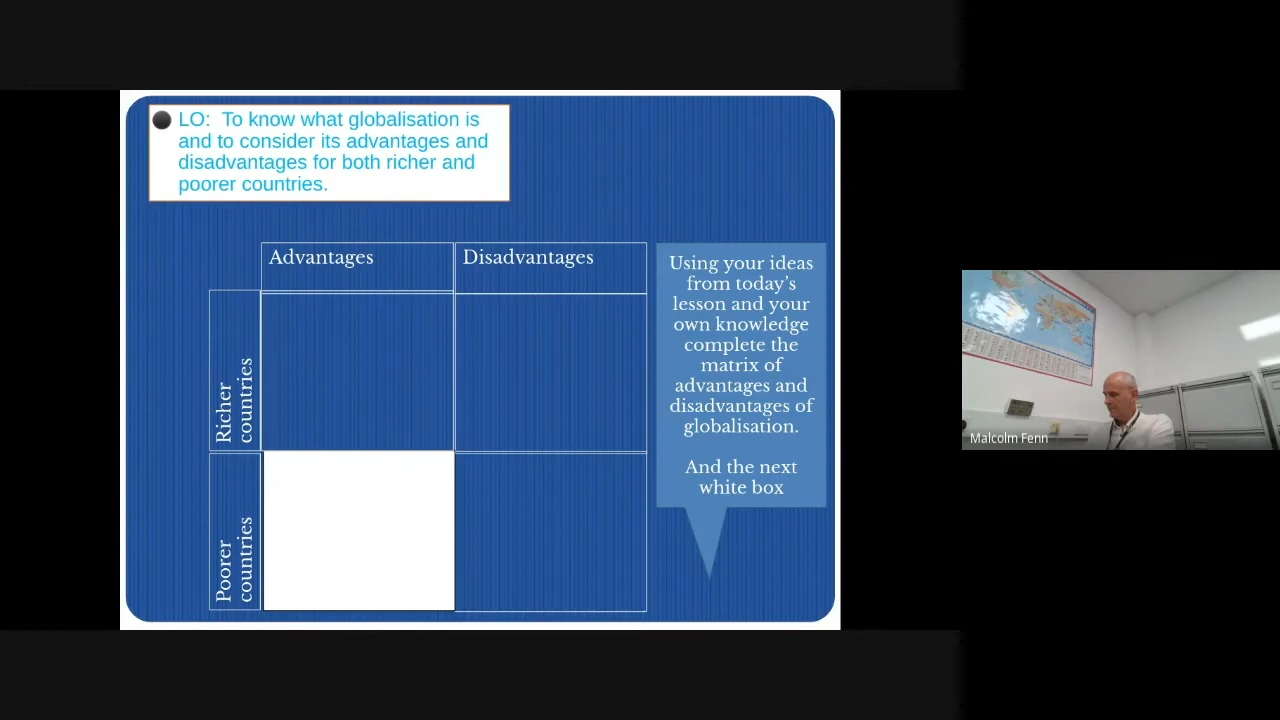 LO: To know what globalisation is
and to consider its advantages and
disadvantages for both richer and
poorer countries.
Advantages
Disadvantages
Richer
countries
Poorer
countries
Using your ideas
from today’s
lesson and your
own knowledge
complete the
matrix of
advantages and
disadvantages of
globalisation.
And the next
white box
Malcolm Fenn